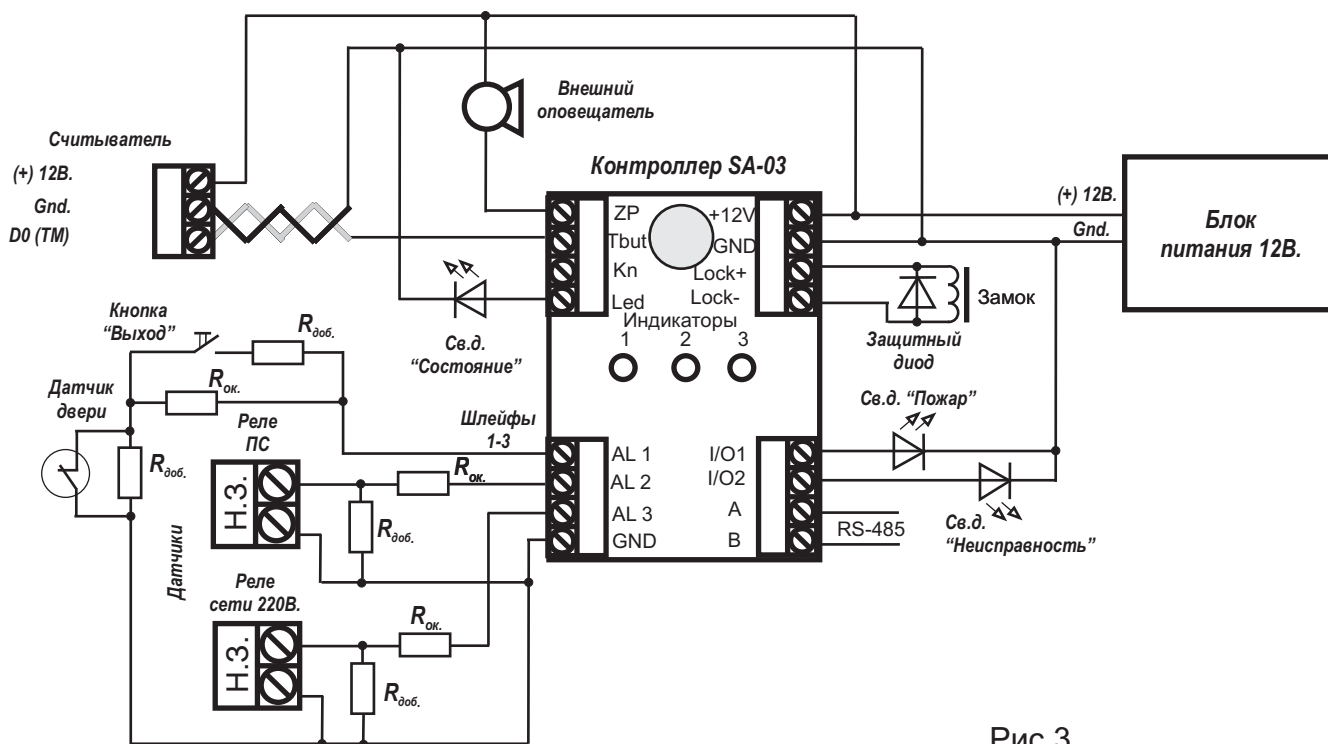 Считыватель
(+) 12В.
Gnd.
D0 (TM)
Внешний
оповещатель
Контроллер SA-03
ZP
Tbut
Kn
Led
+12V
GND
Lock+
Lock-
Индикаторы
1 2 3
(+) 12В.
Gnd.
Блок
питания 12В.
Замок
Защитный
диод
Св.д.
“Состояние”
Кнопка
“Выход”
Rдоб.
Rок.
Датчик
двери
Rдоб.
Реле
ПС
Н.З.
Шлейфы
1-3
Rок.
Rдоб.
AL 1
AL 2
AL 3
GND
I/O1
I/O2
A
B
RS-485
Св.д. “Пожар”
Св.д.
“Неисправность”
Датчики
Реле
сети 220В.
Н.З.
Rок.
Rдоб.
Рис.3